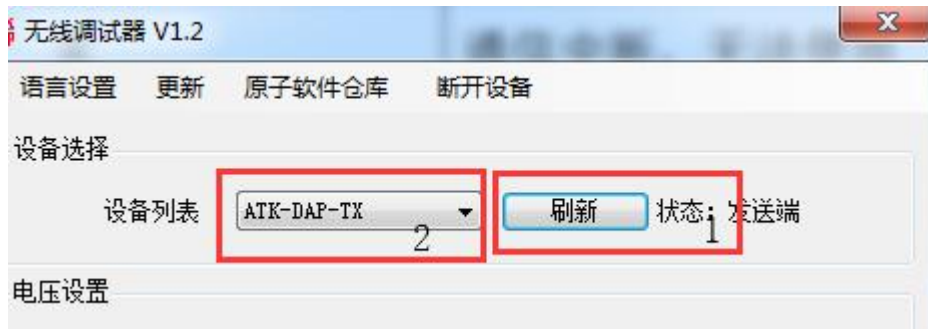 无线调试器 V1.2
语言设置 更新 原子软件仓库 断开设备
设备选择
设备列表 ATK-DAP-TX 刷新 状态: 发送端
2 1
电压设置